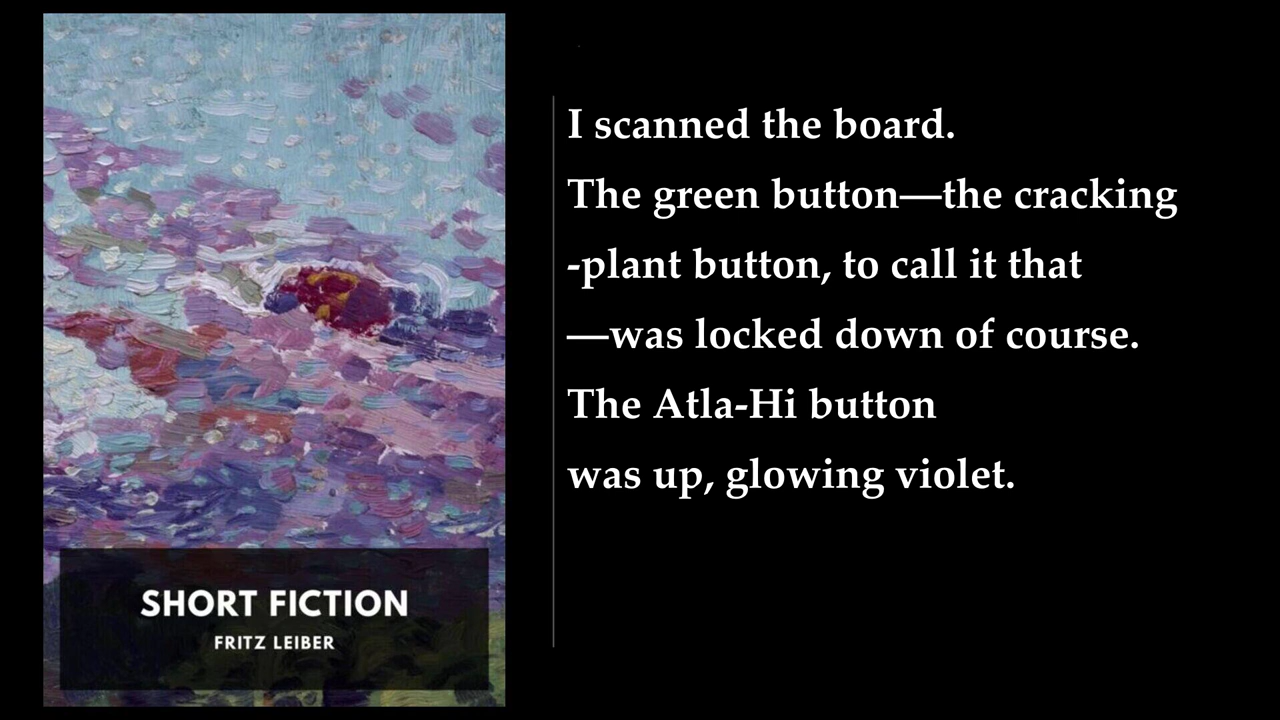 I scanned the board.
The green button—the cracking
-plant button, to call it that
—was locked down of course.
The Atla-Hi button
was up, glowing violet.
SHORT FICTION
FRITZ LEIBER